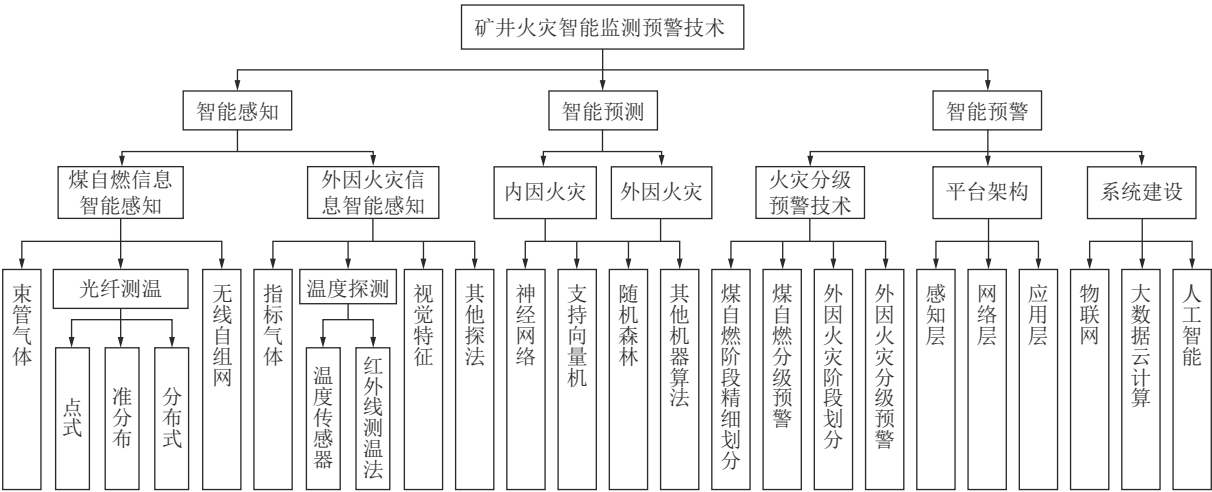 矿井火灾智能监测预警技术
智能感知
智能预测
智能预警
煤自燃信息
智能感知
外因火灾信
息智能感知
内因火灾
外因火灾
火灾分级
预警技术
平台架构
系统建设
束管气体
光纤测温
无线自组网
指标气体
温度探测
视觉特征
其他探法
神经网络
支持向量机
随机森林
其他机器算法
煤自燃阶段精细划分
煤自燃分级预警
外因火灾阶段划分
外因火灾分级预警
感知层
网络层
应用层
物联网
大数据云计算
人工智能
点式
准分布
分布式
温度传感器
红外线测温法